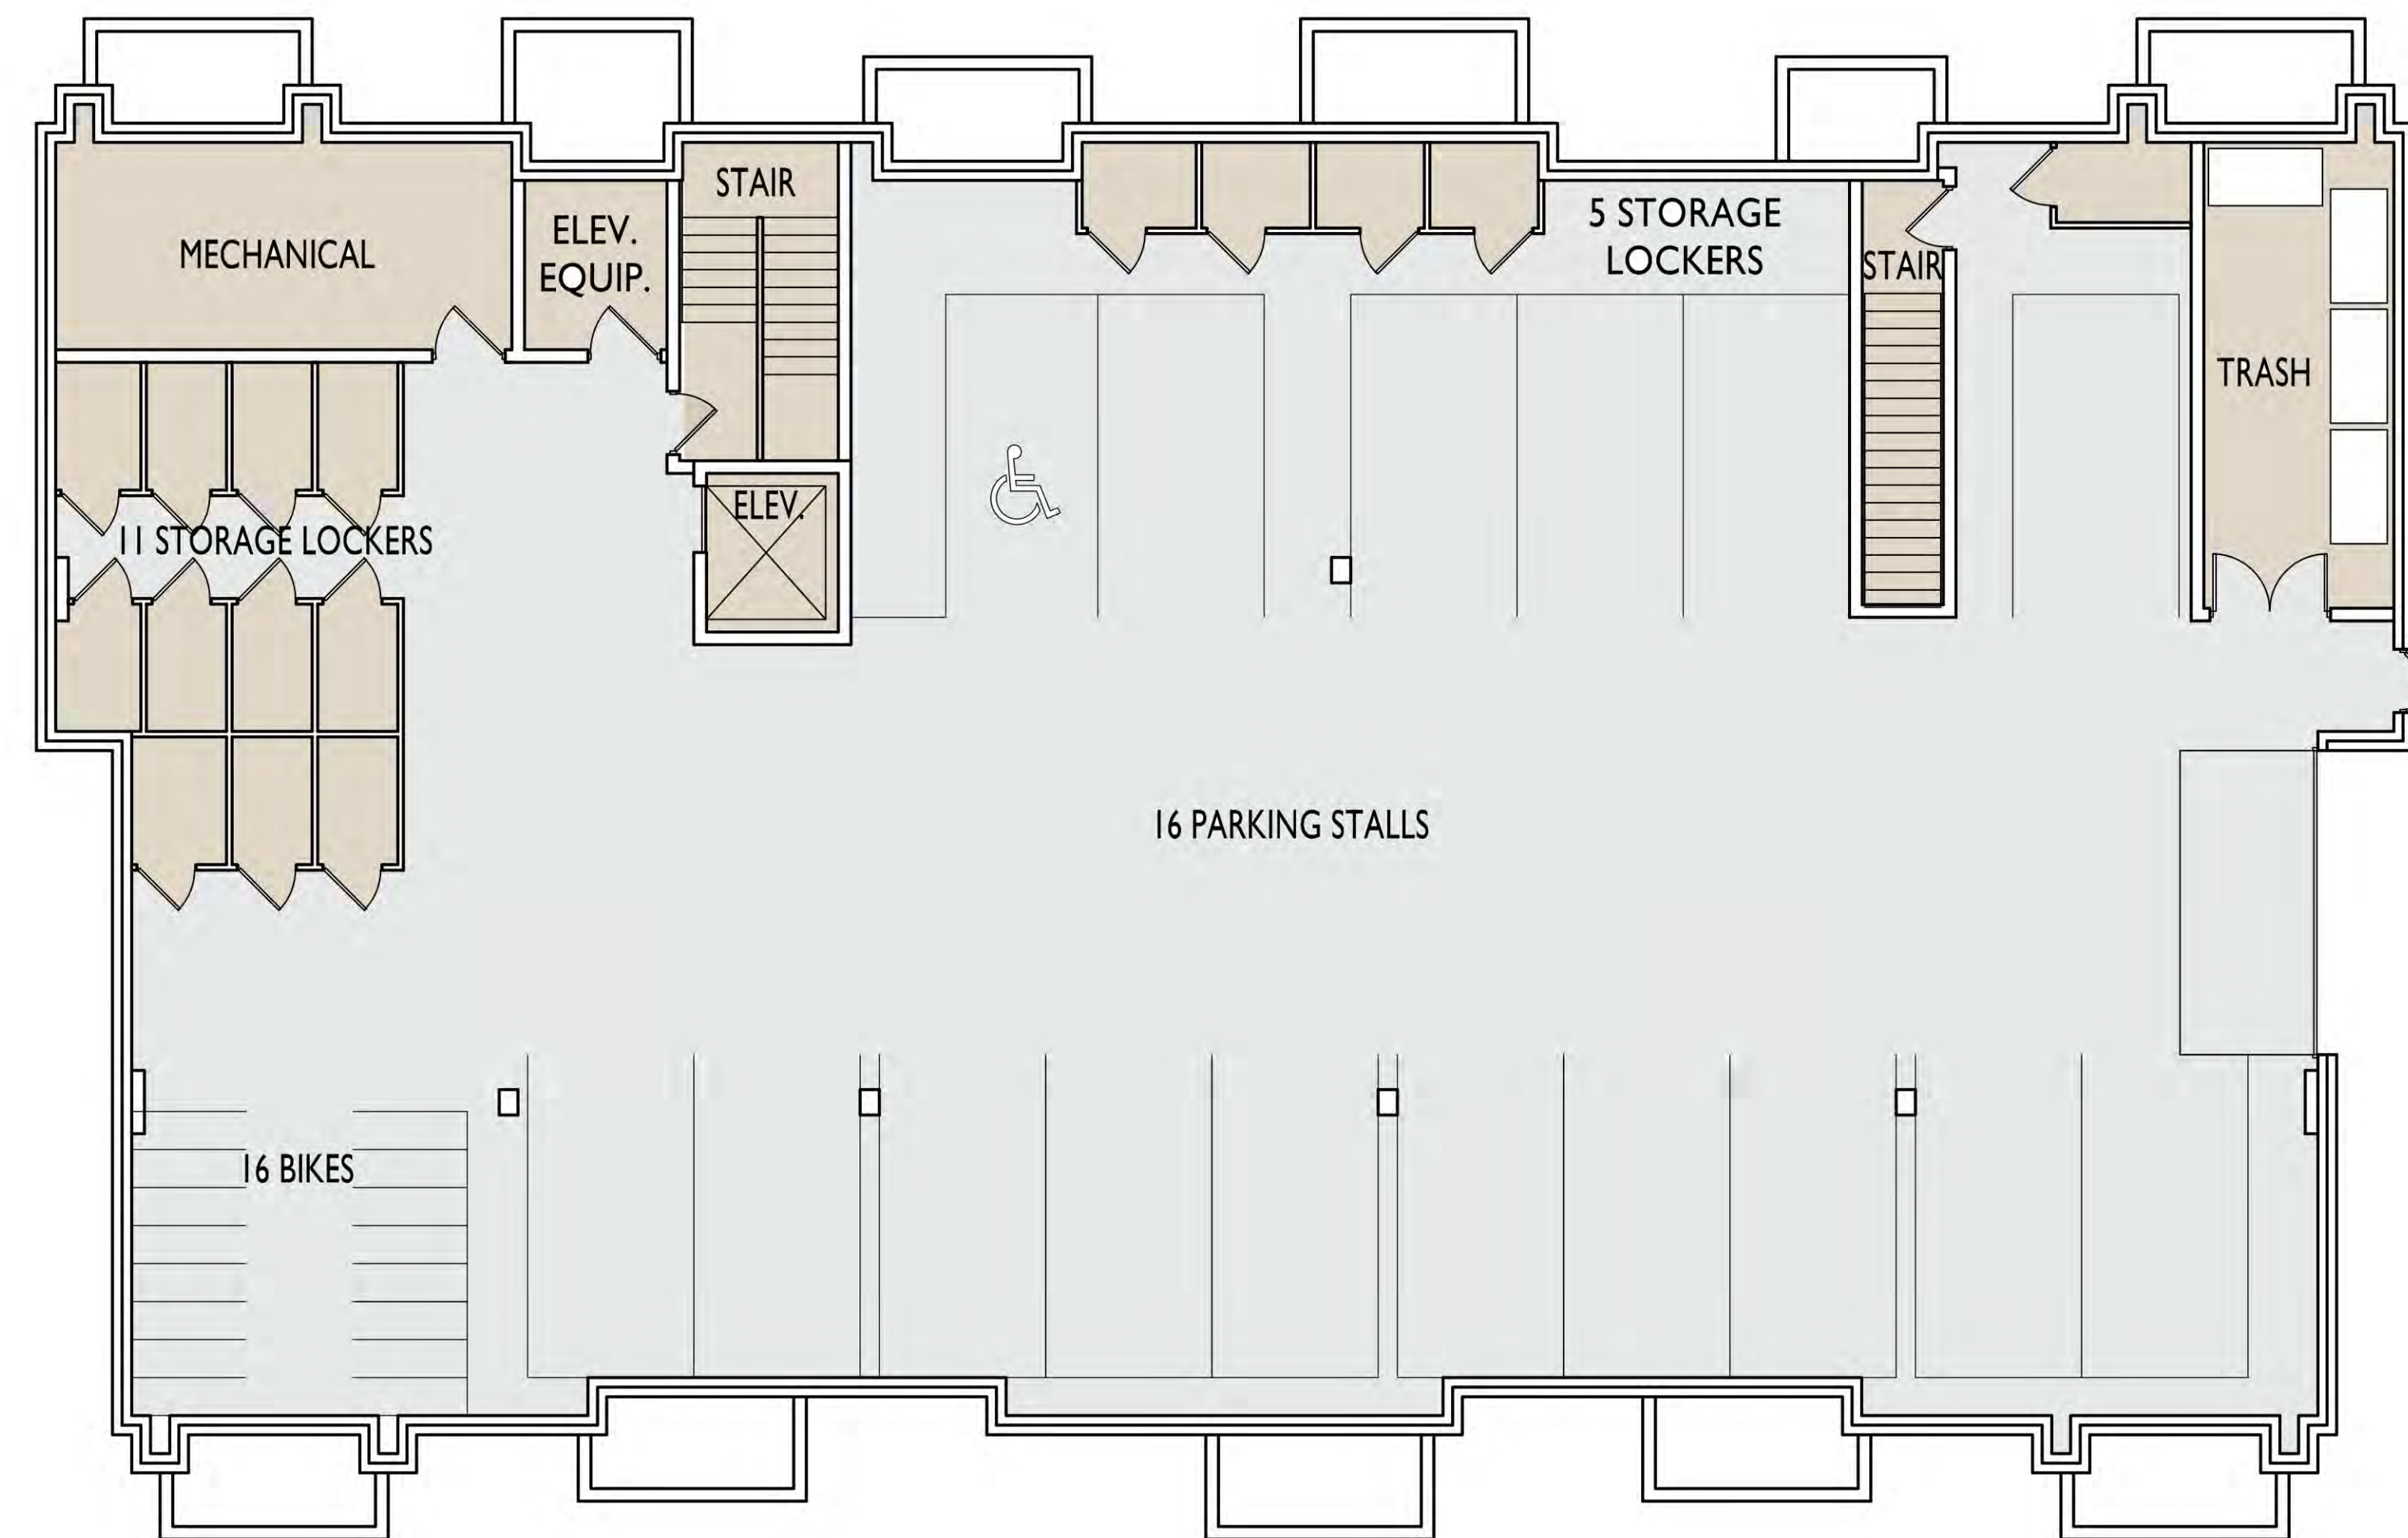 STAIR
5 STORAGE
LOCKERS
ELEV.
EQUIP.
MECHANICAL
STAIR
TRASH
ELEV.
11 STORAGE LOCKERS
16 PARKING STALLS
16 BIKES